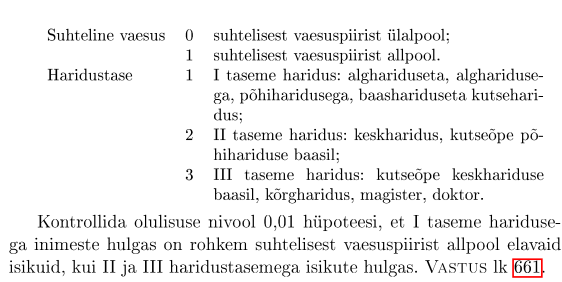 Suhteline vaesus 0 suhtelisest vaesuspiirist ülalpool;
1 suhtelisest vaesuspiirist allpool.
Haridustase 1 I taseme haridus: alghariduseta, alghariduse-
ga, põhiharidusega, baashariduseta kutsehari-
dus;
2 II taseme haridus: keskharidus, kutseõpe põ-
hihariduse baasil;
3 III taseme haridus: kutseõpe keskhariduse
baasil, kõrgharidus, magister, doktor.
Kontrollida olulisuse nivool 0,01 hüpoteesi, et I taseme hariduse-
ga inimeste hulgas on rohkem suhtelisest vaesuspiirist allpool elavaid
isikuid, kui II ja III haridustasemega isikute hulgas. VASTUS lk 661.